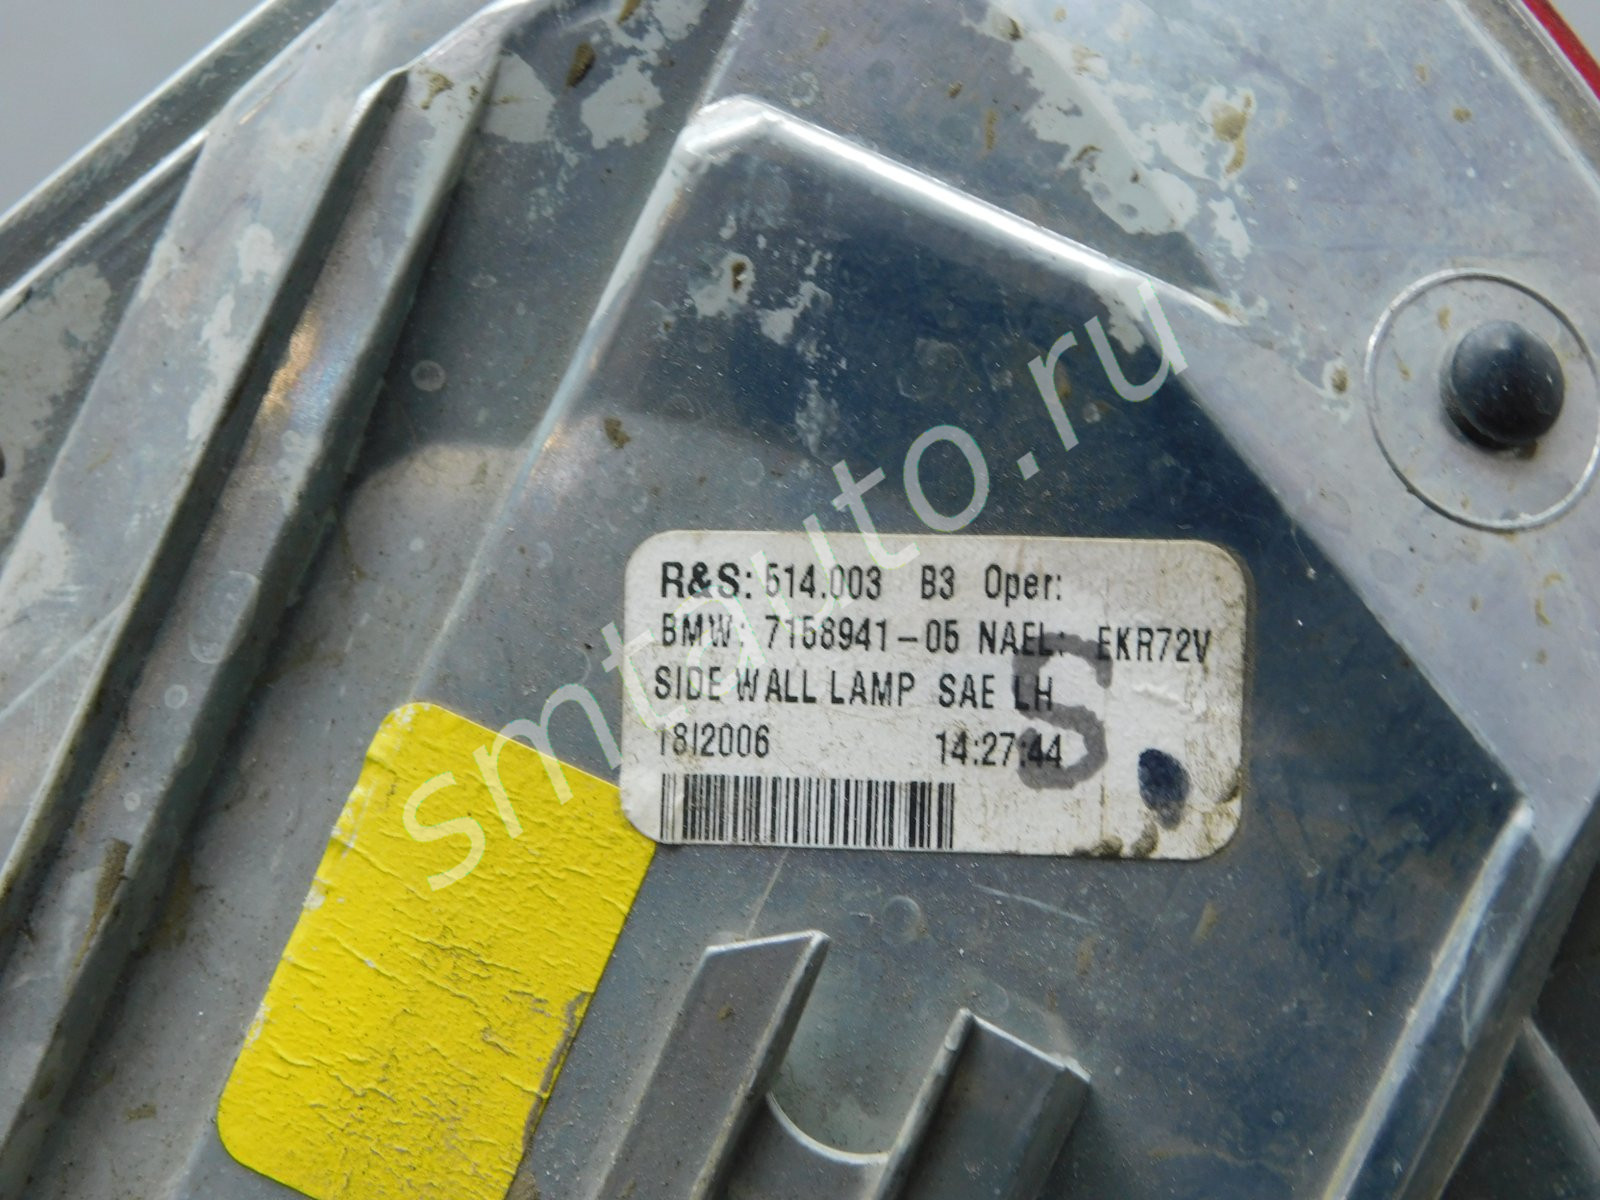 R&S: 514.003 B3 Oper:
BMW: 7158941-05 NAEL: EKR72V
SIDE WALL LAMP SAE LH
18I2006 14:27:44
S
smtauto.ru